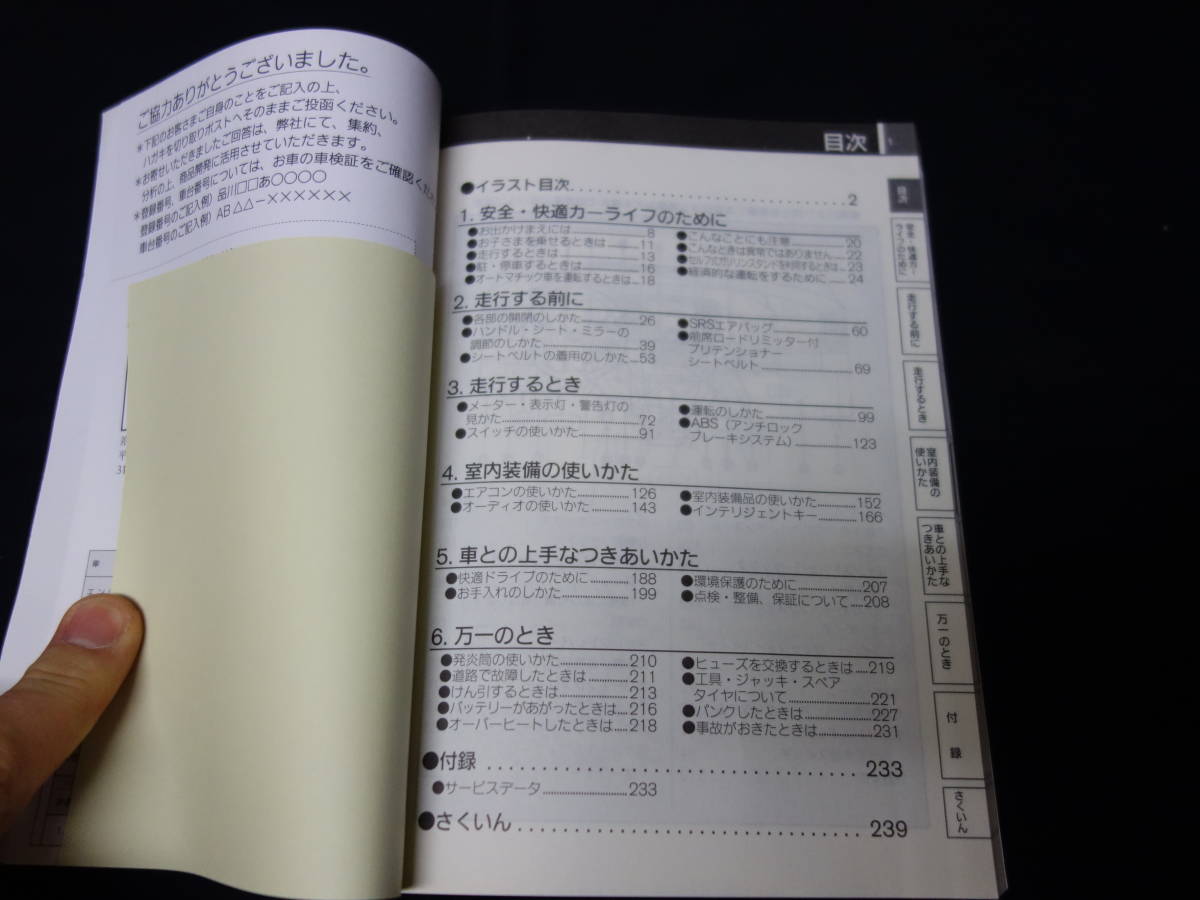 ご協力ありがとうございました。
*下記のお客さまご自身のことをご記入の上、
ハガキを切り取りポストへそのままご投函ください。
*お寄せいただきましたご回答は、弊社にて、集約、
分析の上、商品開発に活用させていただきます。
*登録番号、車台番号については、お車の車検証をご確認くだ
登録番号のご記入例)品川□□あ○○○○
車台番号のご記入例)AB△△-××××××
車
目次 1
●イラスト目次 2
1. 安全・快適カーライフのために
●お出かけまえには 8
●お子さまを乗せるときは 11
●走行するときは 13
●駐・停車するときは 16
●オートマチック車を運転するときは 18
●こんなことにも注意 20
●こんなときは異常ではありません 22
●セルフ式ガソリンスタンドを利用するときは 23
●経済的な運転をするために 24
2. 走行する前に
●各部の開閉のしかた 26
●ハンドル・シート・ミラーの
調節のしかた 39
●シートベルトの着用のしかた 53
●SRSエアバッグ 60
●前席ロードリミッター付
プリテンショナー
シートベルト 69
3. 走行するとき
●メーター・表示灯・警告灯の
見かた 72
●スイッチの使いかた 91
●運転のしかた 99
●ABS(アンチロック
ブレーキシステム) 123
4. 室内装備の使いかた
●エアコンの使いかた 126
●オーディオの使いかた 143
●室内装備品の使いかた 152
●インテリジェントキー 166
5. 車との上手なつきあいかた
●快適ドライブのために 188
●お手入れのしかた 199
●環境保護のために 207
●点検・整備、保証について 208
6. 万一のとき
●発炎筒の使いかた 210
●道路で故障したときは 211
●けん引するときは 213
●バッテリーがあがったときは 216
●オーバーヒートしたときは 218
●ヒューズを交換するときは 219
●工具・ジャッキ・スペア
タイヤについて 221
●パンクしたときは 227
●事故がおきたときは 231
●付録 233
●サービスデータ 233
●さくいん 239
目次
安全・快適カー
ライフのために
走行する前に
走行するとき
室内装備の
使いかた
車との上手な
つきあいかた
万一のとき
付録
さくいん